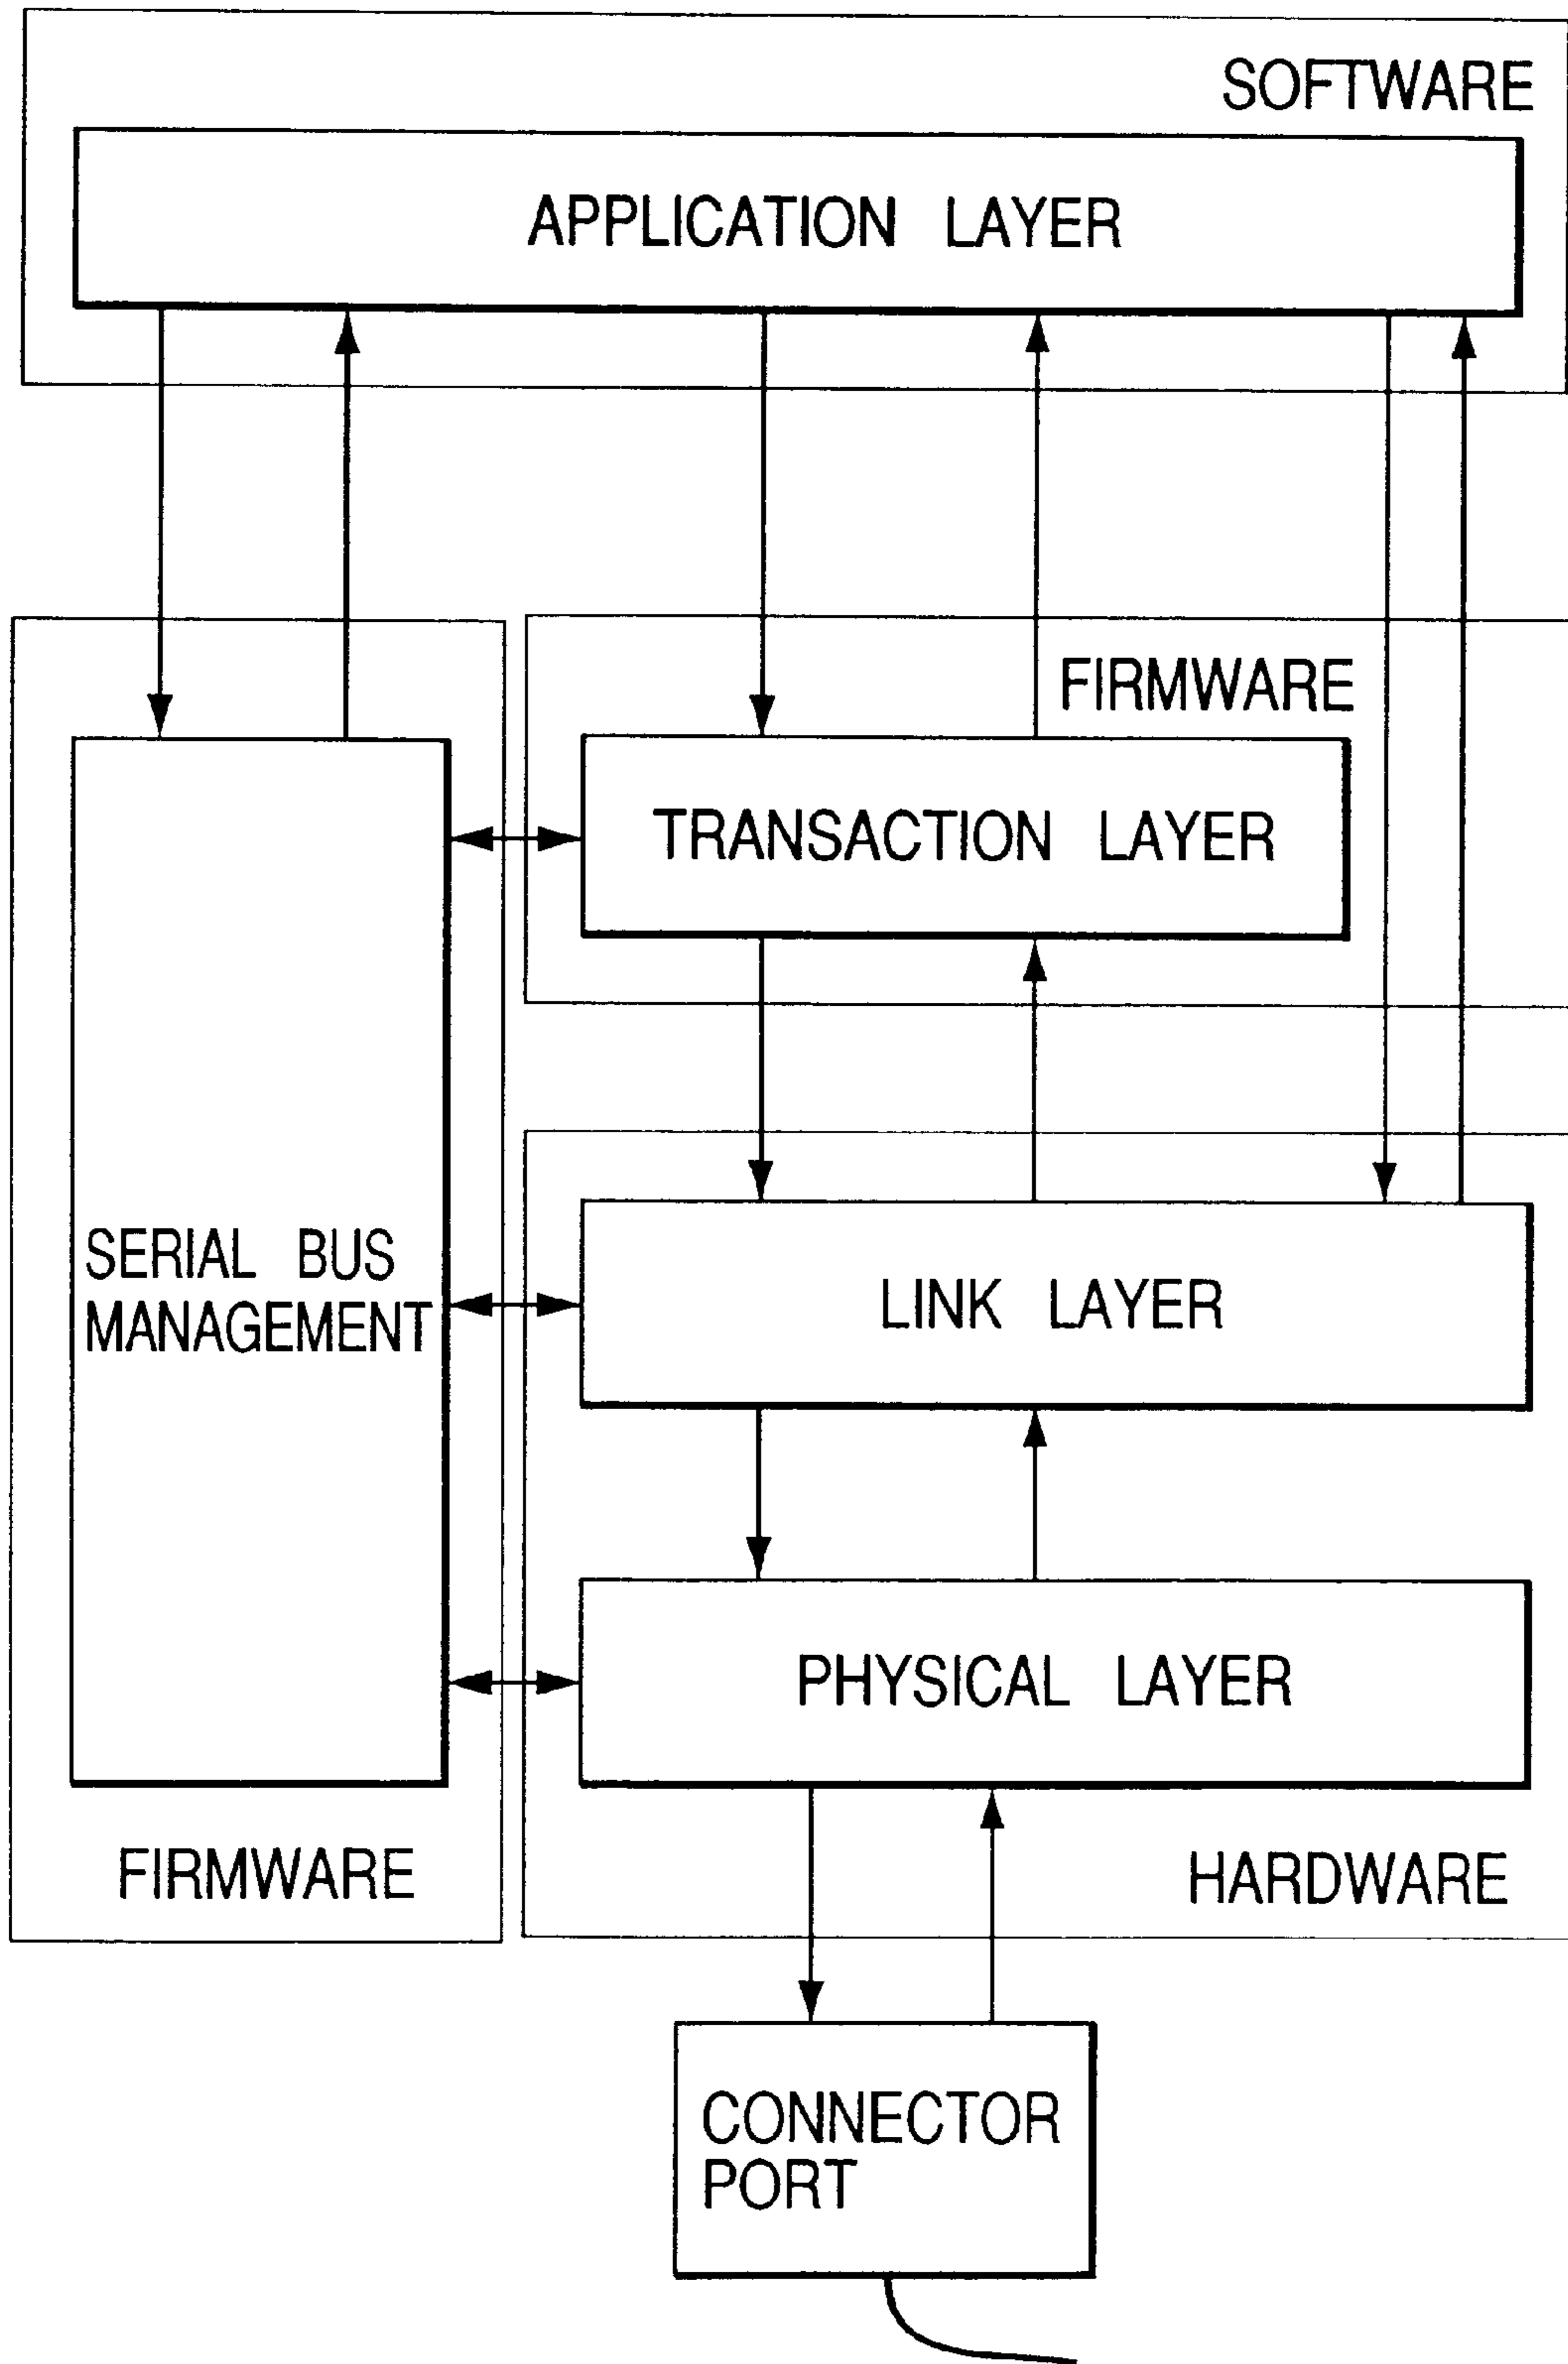 SOFTWARE
APPLICATION LAYER
FIRMWARE
TRANSACTION LAYER
SERIAL BUS
MANAGEMENT
LINK LAYER
PHYSICAL LAYER
FIRMWARE
HARDWARE
CONNECTOR
PORT